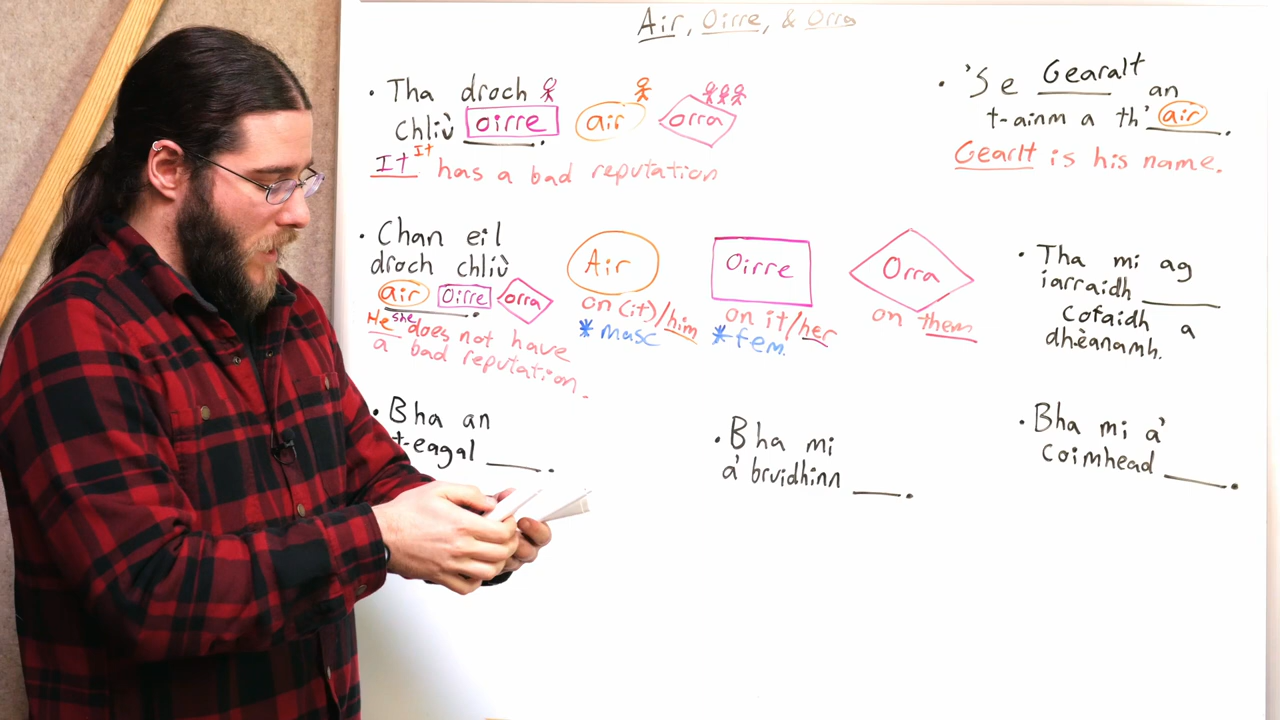 Air, Oirre, & Orra
• Tha droch
chliù oirre. air orra
It It has a bad reputation
• 'Se Gearalt an
t-ainm a th' air.
Gearlt is his name.
• Chan eil
droch chliù
air Oirre orra.
He she does not have
a bad reputation.
Air
on (it)/him
* masc
Oirre
on it/her
* fem.
Orra
on them
• Tha mi ag
iarraidh ____
cofaidh a
dhèanamh.
• Bha an
t-eagal ____.
• Bha mi
a' bruidhinn ____.
• Bha mi a'
coimhead ____.